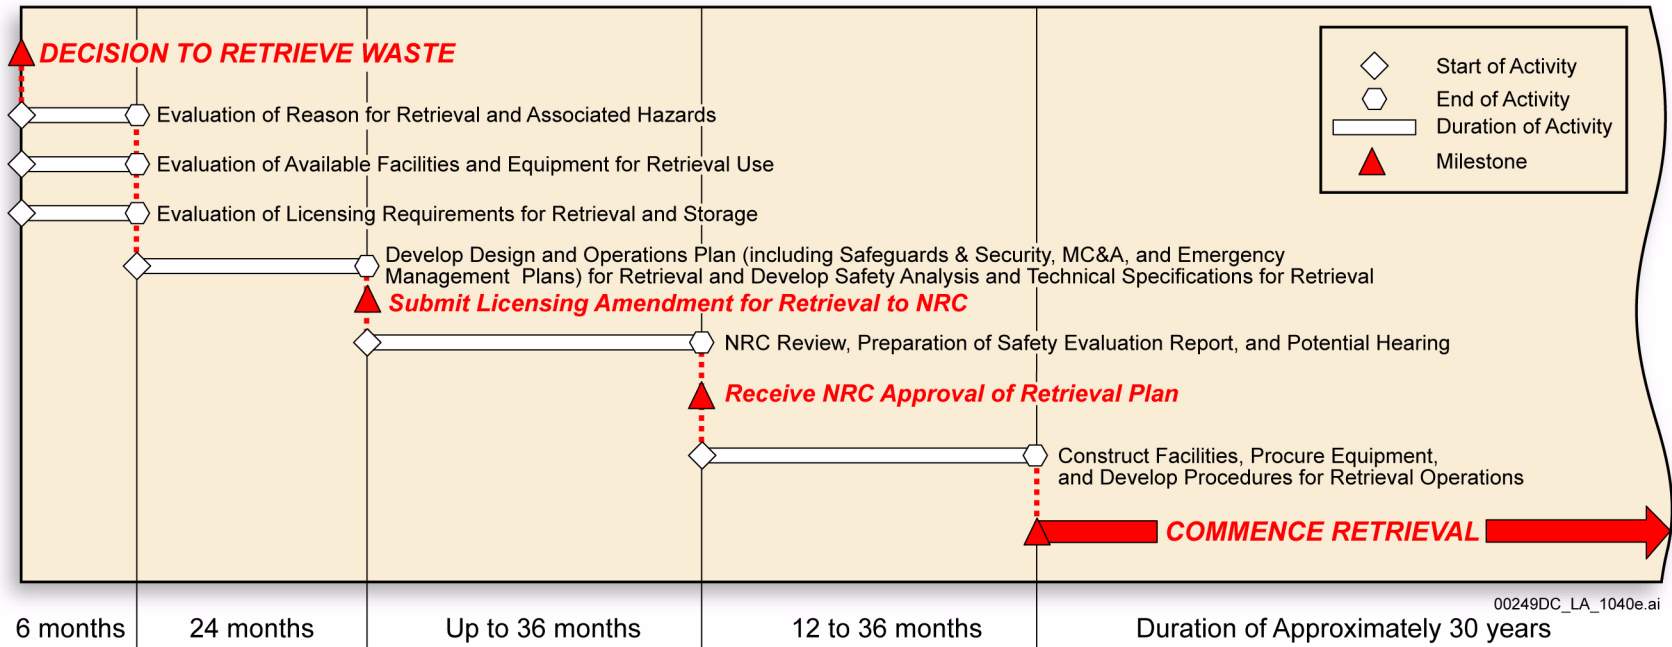 DECISION TO RETRIEVE WASTE
Start of Activity
End of Activity
Duration of Activity
Milestone
Evaluation of Reason for Retrieval and Associated Hazards
Evaluation of Available Facilities and Equipment for Retrieval Use
Evaluation of Licensing Requirements for Retrieval and Storage
Develop Design and Operations Plan (including Safeguards & Security, MC&A, and Emergency
Management Plans) for Retrieval and Develop Safety Analysis and Technical Specifications for Retrieval
Submit Licensing Amendment for Retrieval to NRC
NRC Review, Preparation of Safety Evaluation Report, and Potential Hearing
Receive NRC Approval of Retrieval Plan
Construct Facilities, Procure Equipment,
and Develop Procedures for Retrieval Operations
COMMENCE RETRIEVAL
00249DC_LA_1040e.ai
6 months
24 months
Up to 36 months
12 to 36 months
Duration of Approximately 30 years